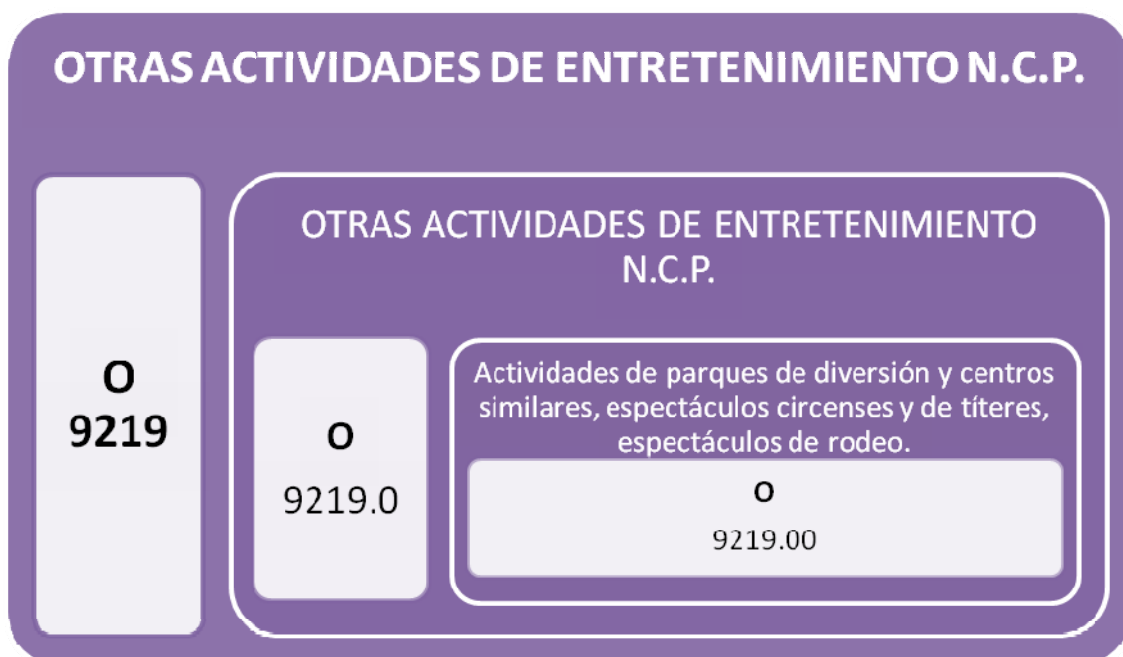 OTRAS ACTIVIDADES DE ENTRETENIMIENTO N.C.P.
O
9219
OTRAS ACTIVIDADES DE ENTRETENIMIENTO
N.C.P.
O
9219.0
Actividades de parques de diversión y centros
similares, espectáculos circenses y de títeres,
espectáculos de rodeo.
O
9219.00